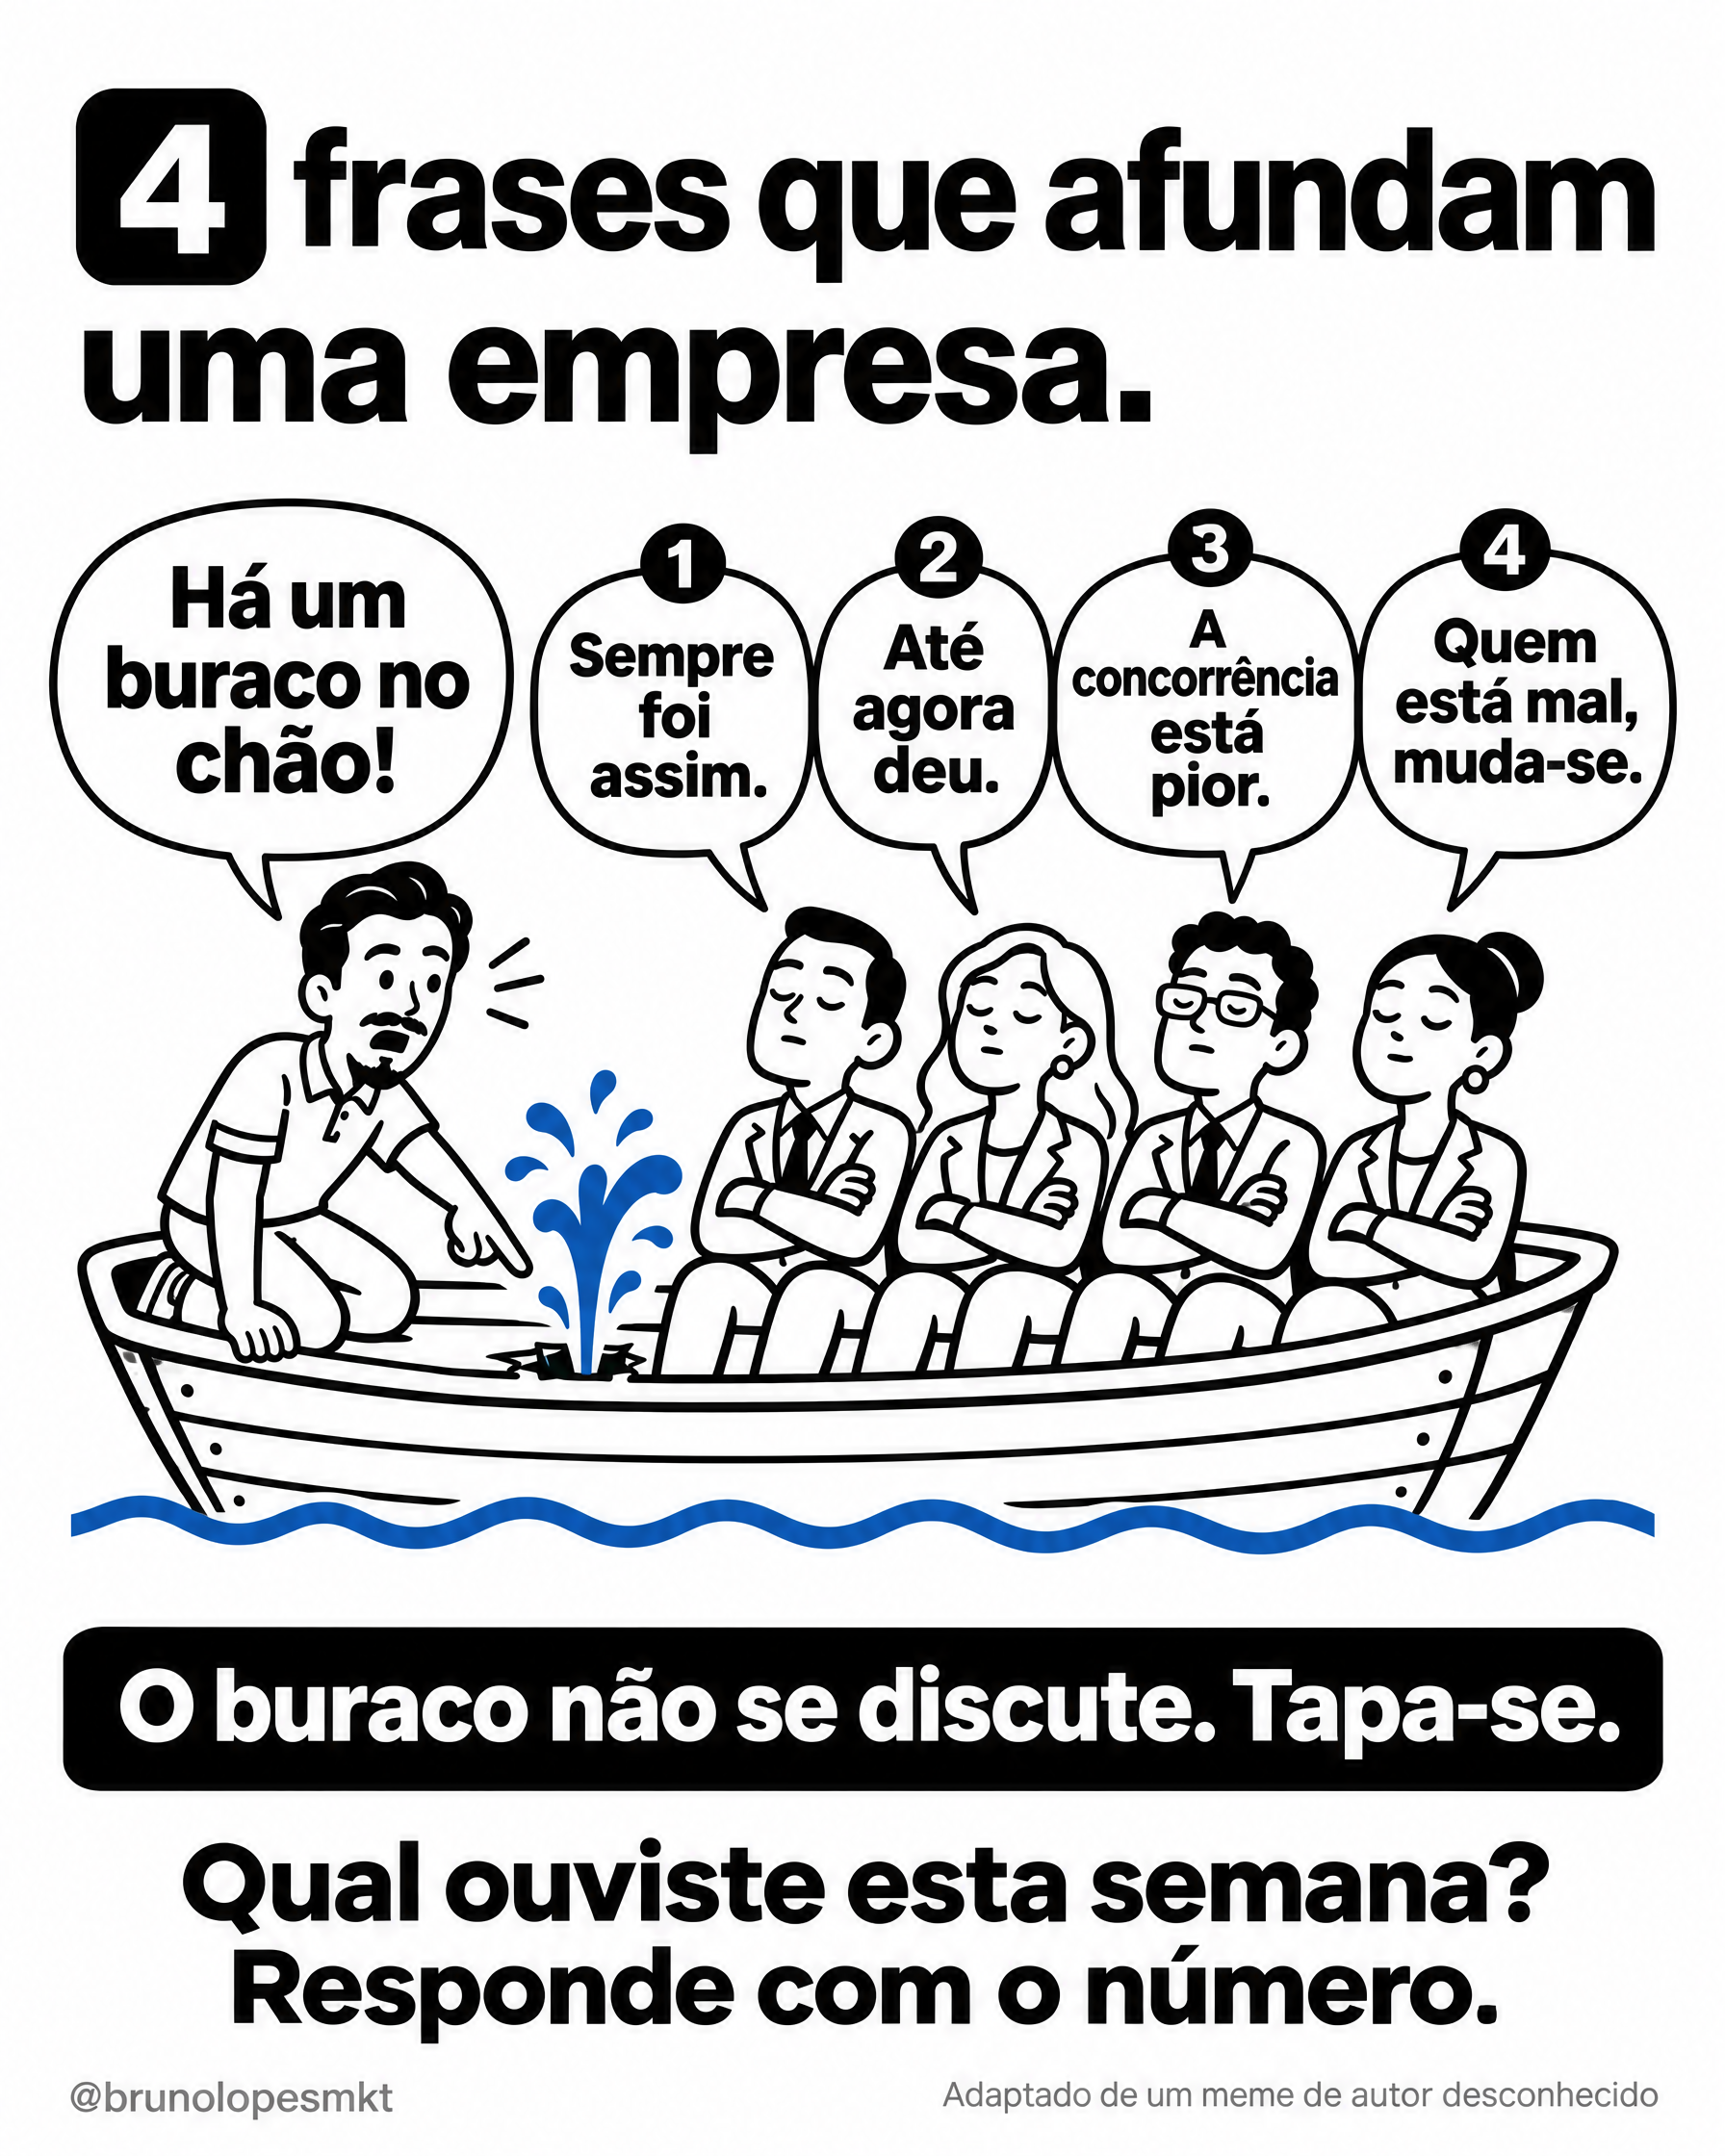 4 frases que afundam
uma empresa.
Há um
buraco no
chão!
1
Sempre
foi
assim.
2
Até
agora
deu.
3
A
concorrência
está
pior.
4
Quem
está mal,
muda-se.
O buraco não se discute. Tapa-se.
Qual ouviste esta semana?
Responde com o número.
@brunolopesmkt
Adaptado de um meme de autor desconhecido